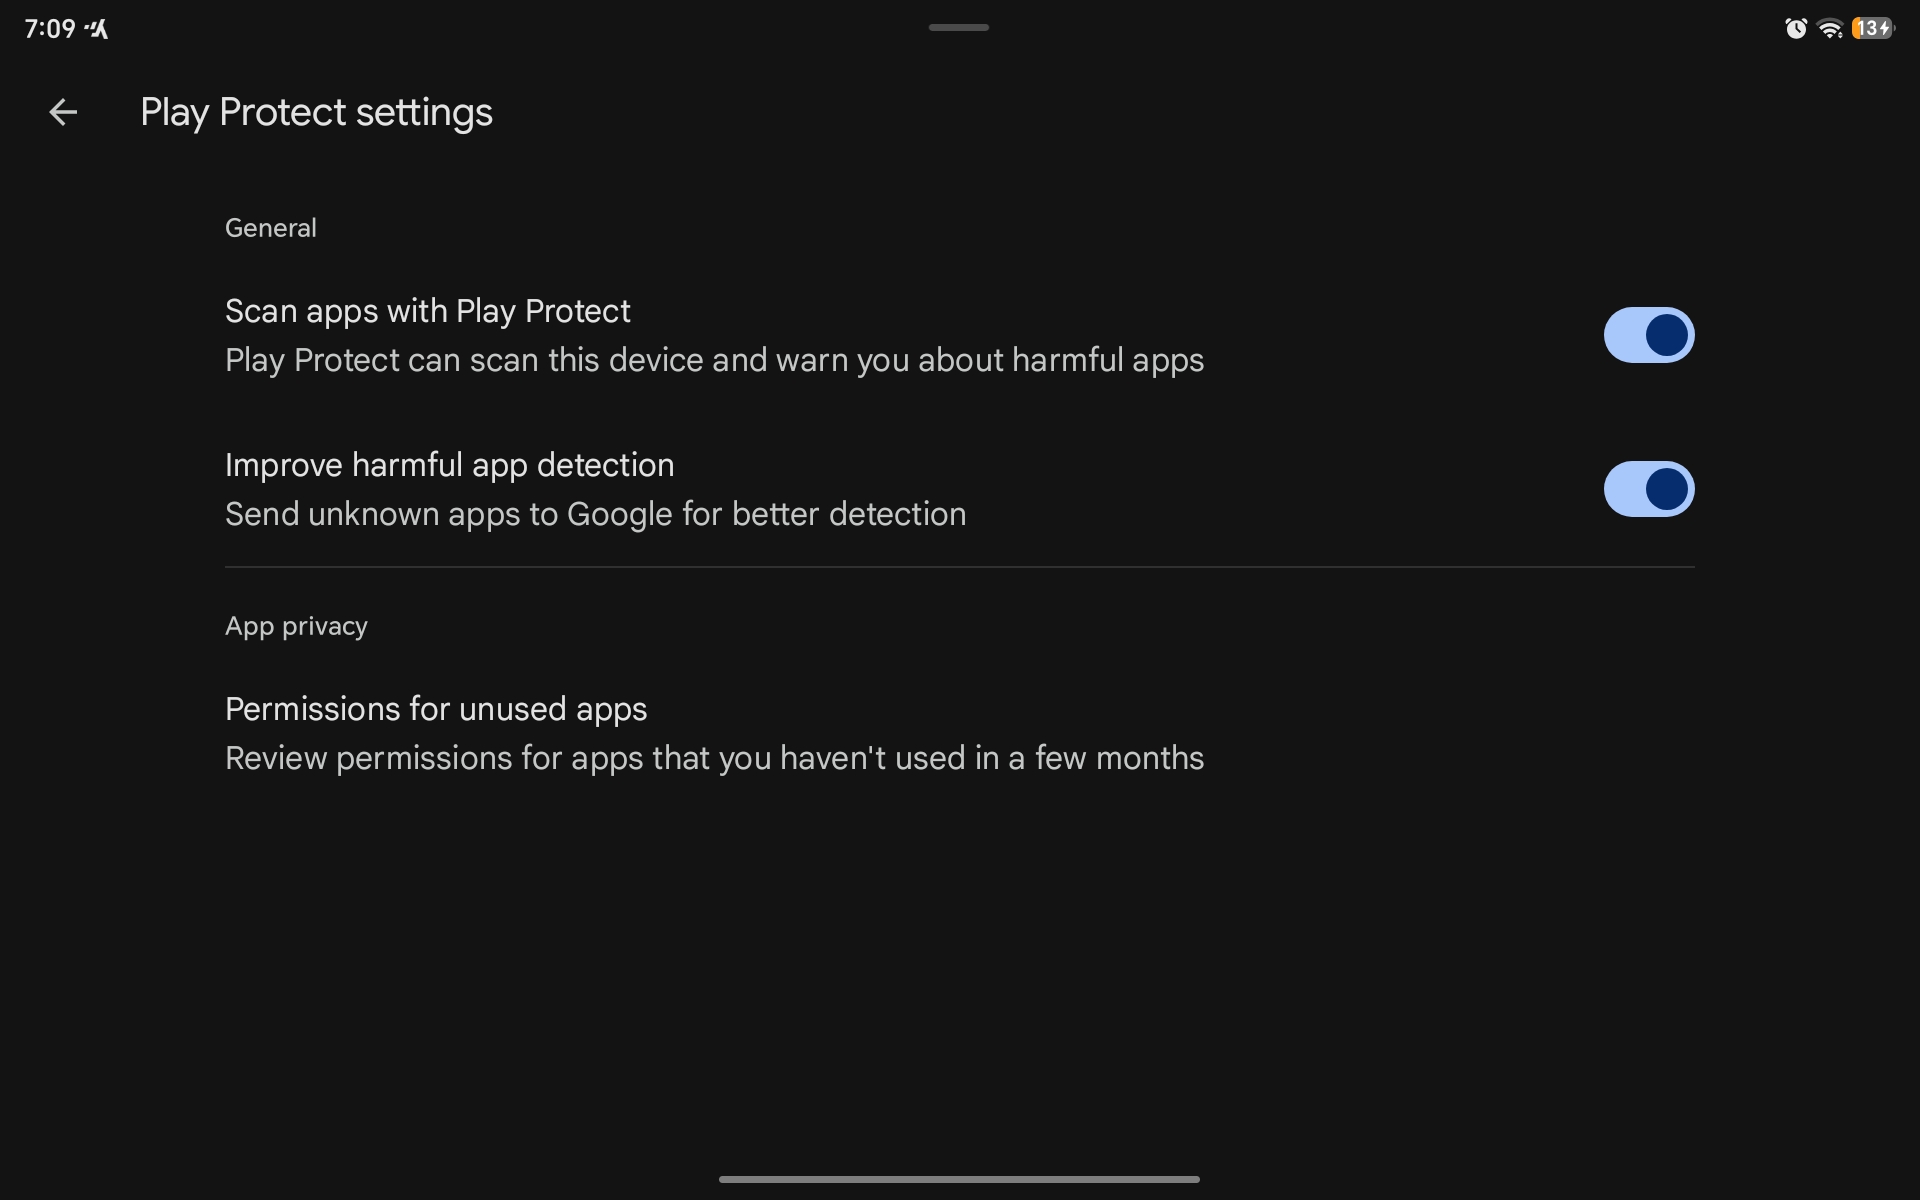 7:09
13
Play Protect settings
General
Scan apps with Play Protect
Play Protect can scan this device and warn you about harmful apps
Improve harmful app detection
Send unknown apps to Google for better detection
App privacy
Permissions for unused apps
Review permissions for apps that you haven't used in a few months